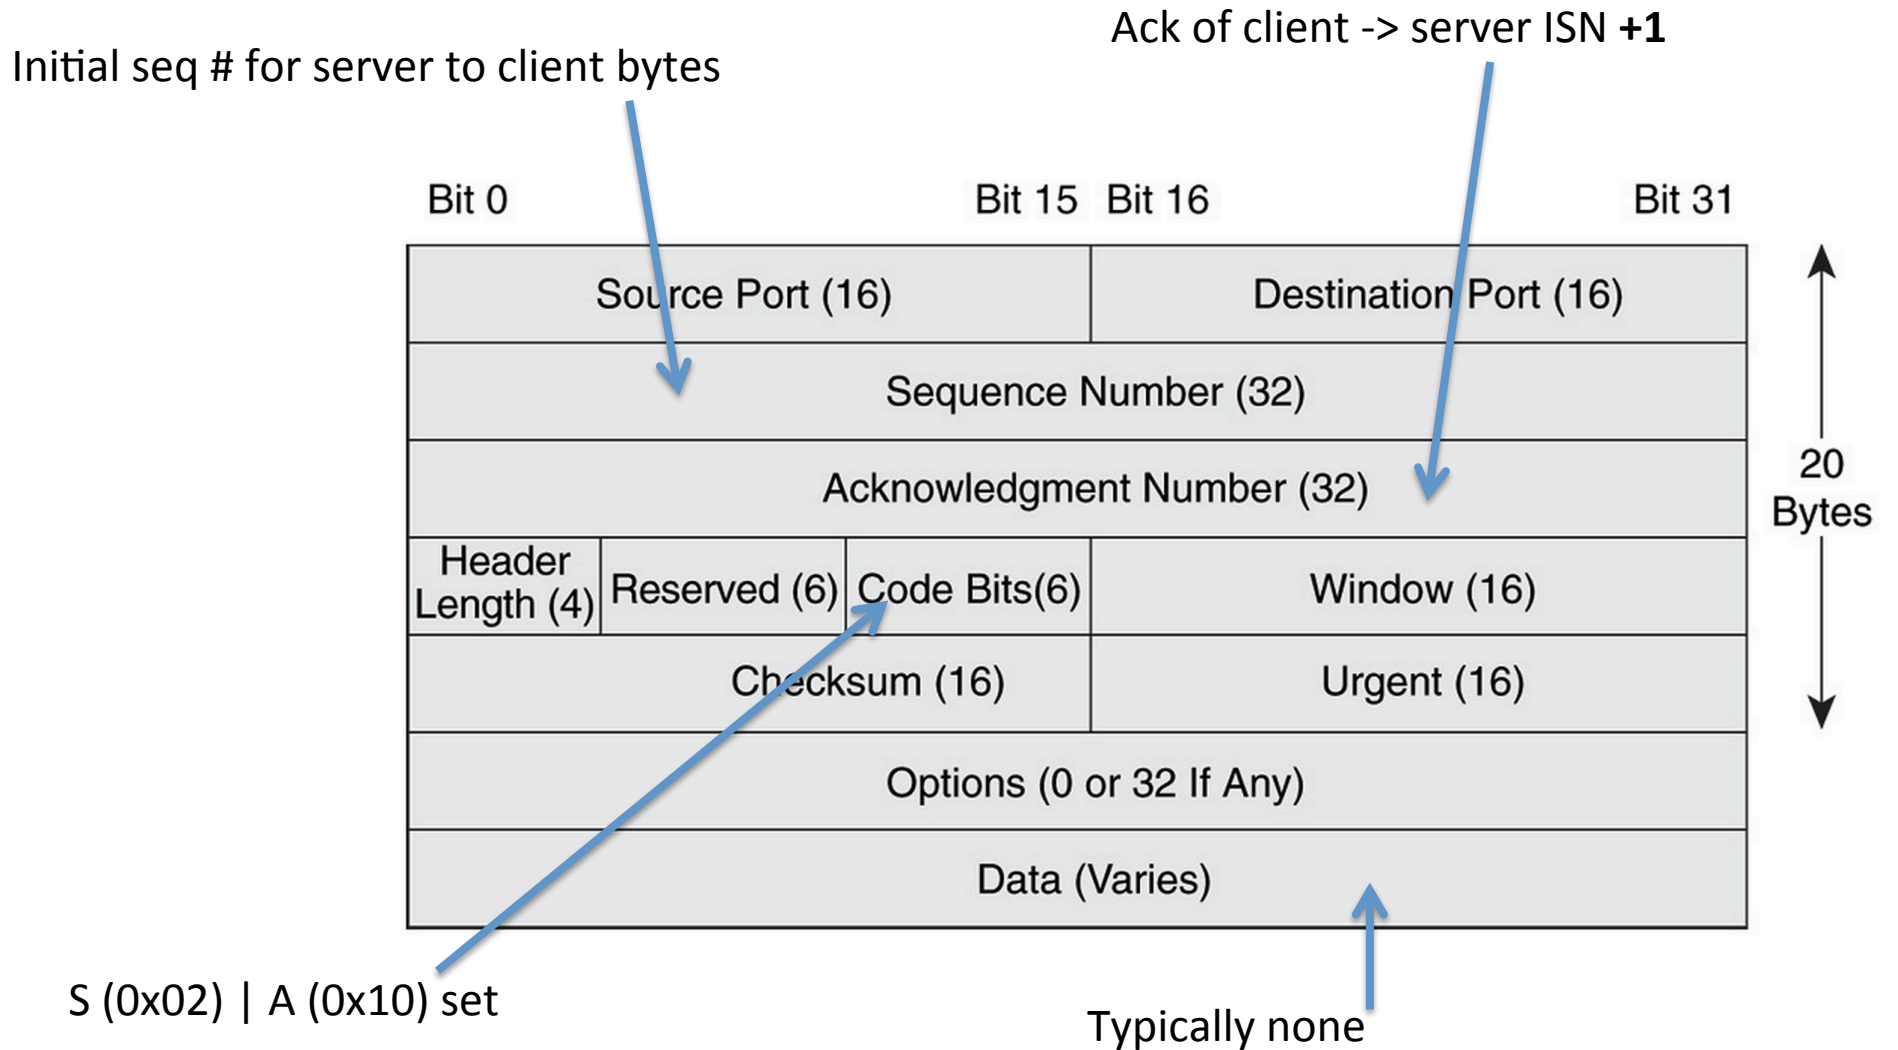 Ack of client -> server ISN +1
Initial seq # for server to client bytes
Bit 0
Bit 15
Bit 16
Bit 31
Source Port (16)
Destination Port (16)
Sequence Number (32)
Acknowledgment Number (32)
20
Bytes
Header
Length (4)
Reserved (6)
Code Bits(6)
Window (16)
Checksum (16)
Urgent (16)
Options (0 or 32 If Any)
Data (Varies)
S (0x02) | A (0x10) set
Typically none